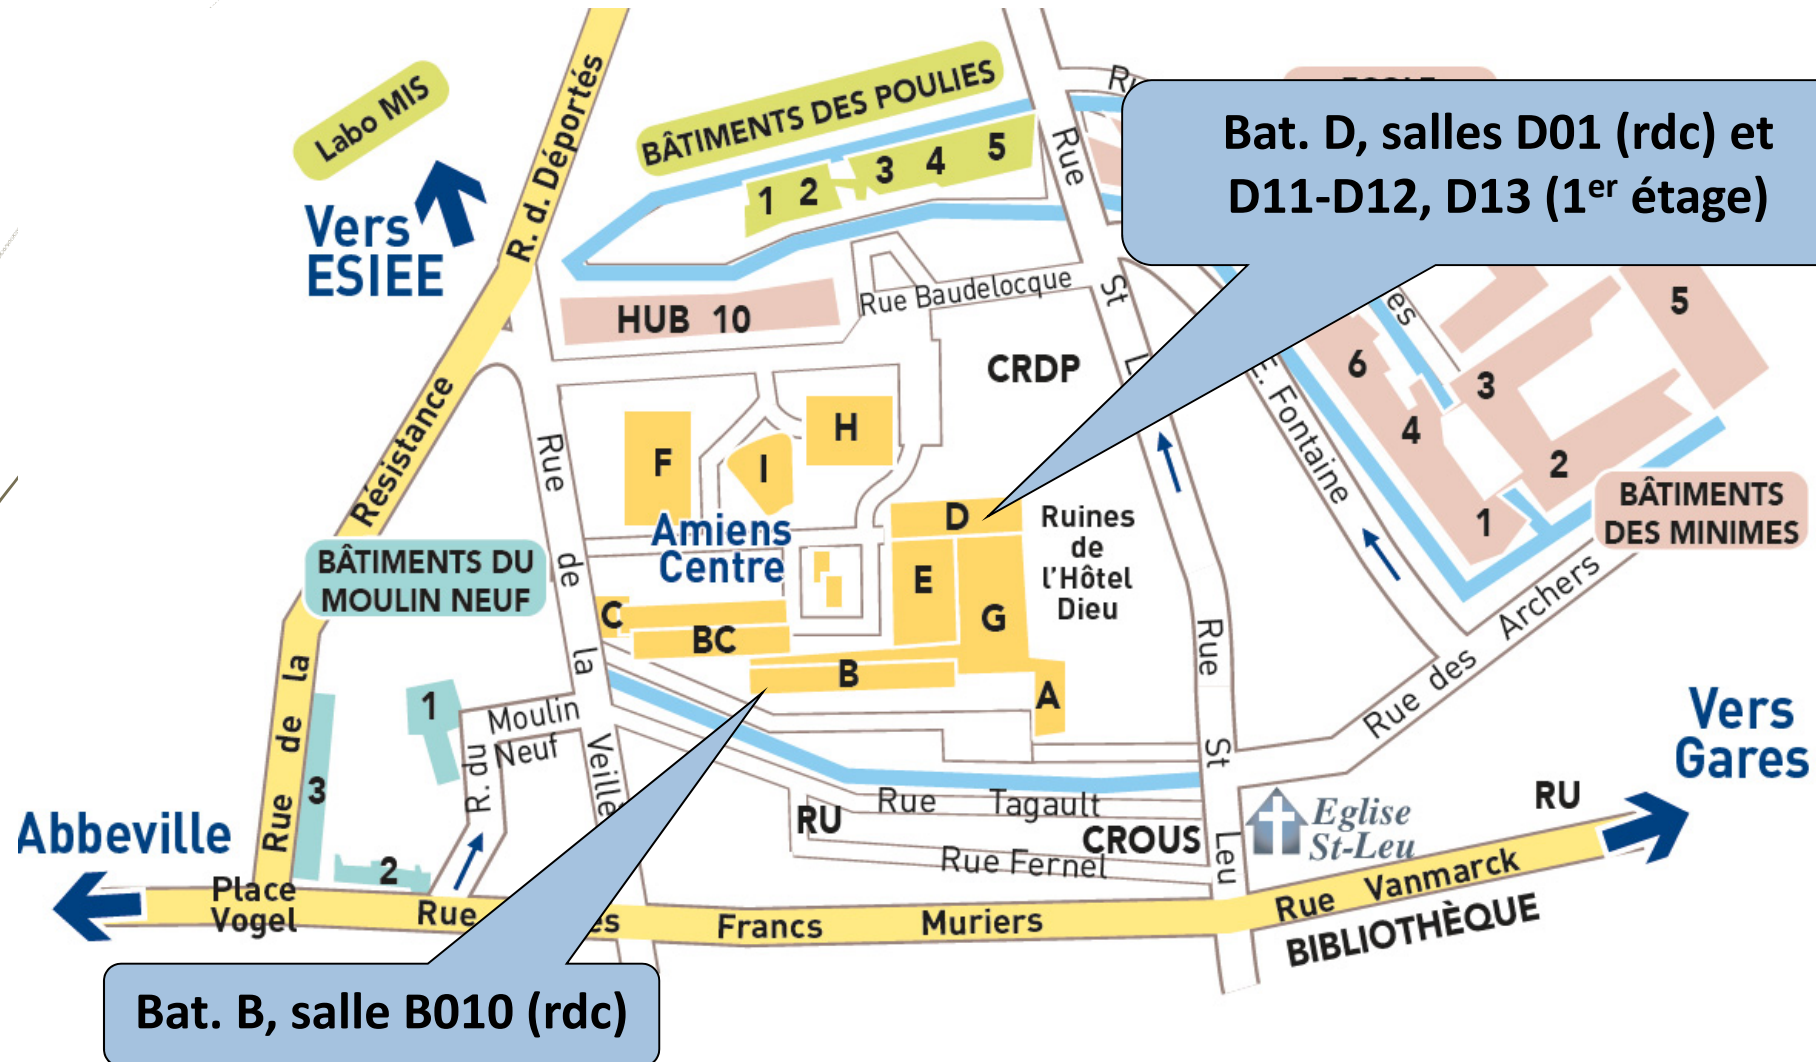 Labo MIS
Vers
ESIEE
R. d. Déportés
BÂTIMENTS DES POULIES
1 2 3 4 5
Bat. D, salles D01 (rdc) et
D11-D12, D13 (1er étage)
HUB 10
Rue Baudelocque
Rue
St
CRDP
E. Fontaine
5
6
3
4
2
1
BÂTIMENTS
DES MINIMES
Résistance
Rue
de
la
F
I
H
Amiens
Centre
D
E
G
Ruines
de
l'Hôtel
Dieu
C
BC
B
A
BÂTIMENTS DU
MOULIN NEUF
1
Moulin
Neuf
R. du
3
2
Rue de la
Rue
St
Leu
Rue des Archers
Vers
Gares
Abbeville
Place
Vogel
RU
Rue Tagault
CROUS
Rue Fernel
Eglise
St-Leu
RU
Rue
Francs Muriers
Rue Vanmarck
BIBLIOTHÈQUE
Bat. B, salle B010 (rdc)